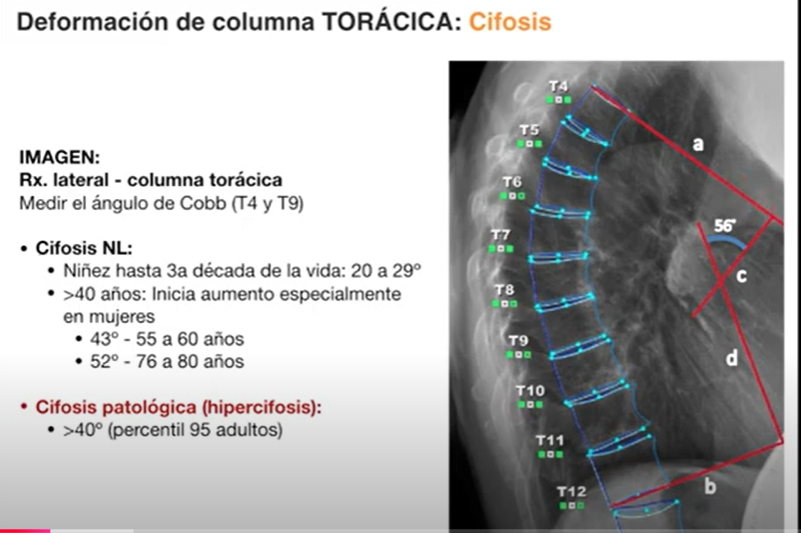 Deformación de columna TORÁCICA: Cifosis
IMAGEN:
Rx. lateral - columna torácica
Medir el ángulo de Cobb (T4 y T9)
• Cifosis NL:
• Niñez hasta 3a década de la vida: 20 a 29º
• >40 años: Inicia aumento especialmente
en mujeres
• 43º - 55 a 60 años
• 52º - 76 a 80 años
• Cifosis patológica (hipercifosis):
• >40º (percentil 95 adultos)
T4
T5
T6
T7
T8
T9
T10
T11
T12
a
56°
c
d
b